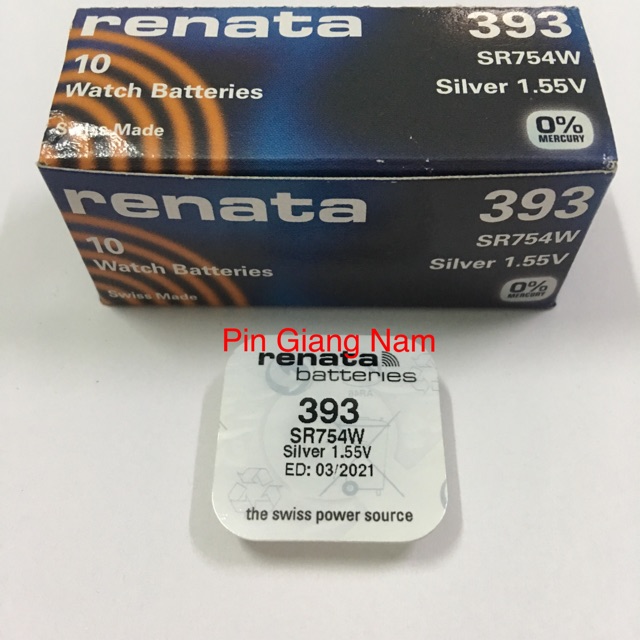 renata
393
10
SR754W
Watch Batteries
Silver 1.55V
Swiss Made
0%
MERCURY
renata
393
10
SR754W
Watch Batteries
Silver 1.55V
Swiss Made
0%
MERCURY
Pin Giang Nam
renata
batteries
393
SR754W
Silver 1.55V
ED: 03/2021
the swiss power source